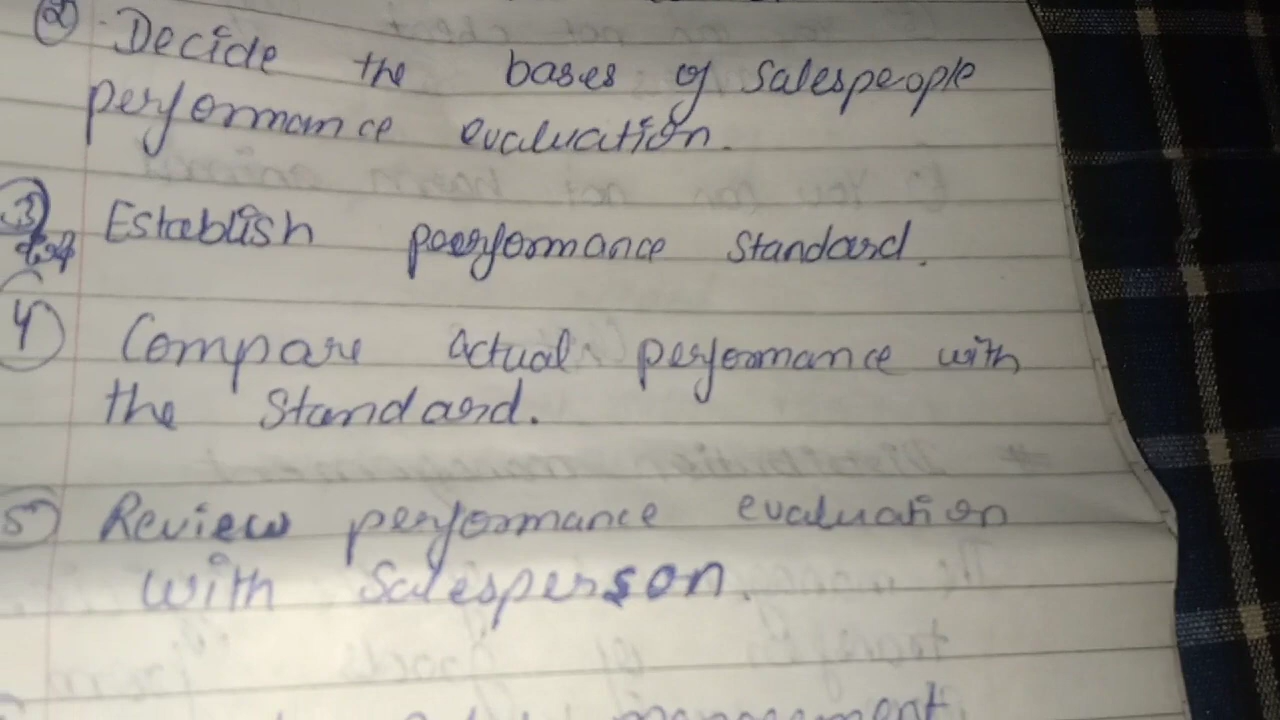 ② Decide the bases of salespeople
performance evaluation.
③ Establish performance standard.
④ Compare actual performance with
the standard.
⑤ Review performance evaluation
with salesperson.
management